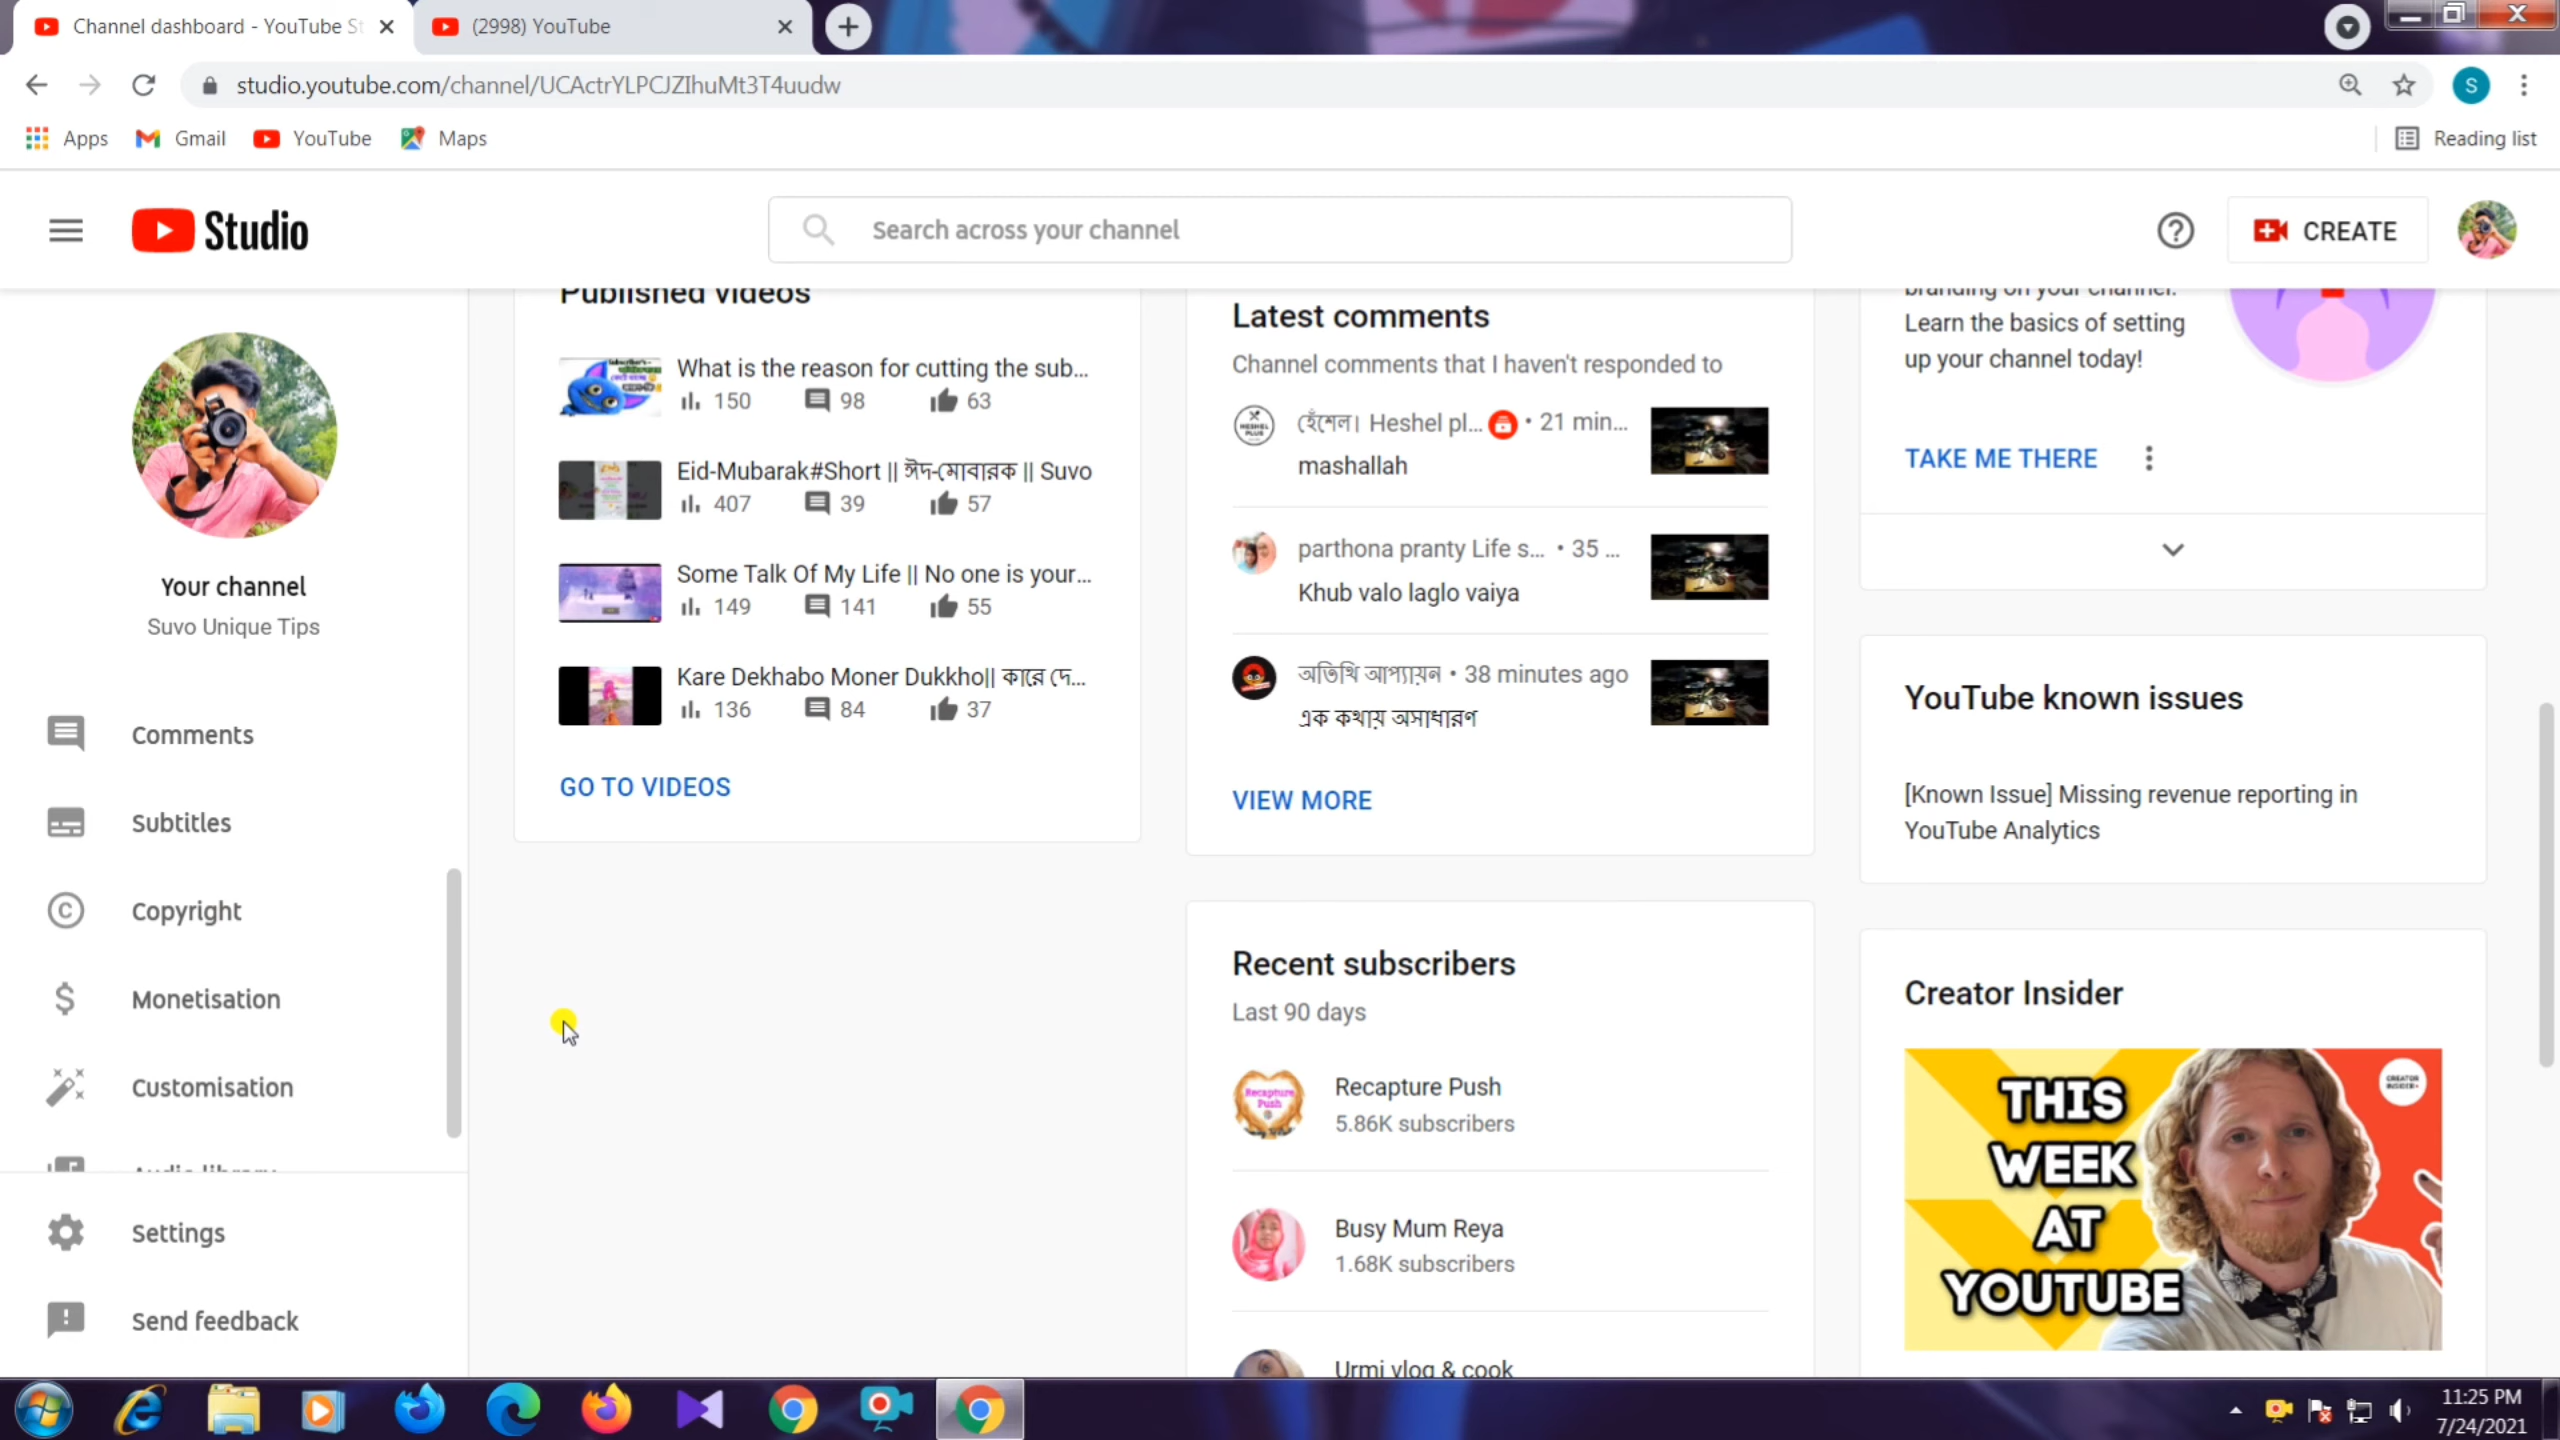 Channel dashboard - YouTube St
(2998) YouTube
studio.youtube.com/channel/UCActrYLPCJZIhuMt3T4uudw
S
Apps
Gmail
YouTube
Maps
Reading list
Studio
Search across your channel
CREATE
Your channel
Suvo Unique Tips
Comments
Subtitles
Copyright
Monetisation
Customisation
Audio library
Settings
Send feedback
Published videos
What is the reason for cutting the sub...
150 98 63
Eid-Mubarak#Short || ঈদ-মোবারক || Suvo
407 39 57
Some Talk Of My Life || No one is your...
149 141 55
Kare Dekhabo Moner Dukkho|| কারে দে...
136 84 37
GO TO VIDEOS
Latest comments
Channel comments that I haven't responded to
হেঁশেল। Heshel pl... • 21 min...
mashallah
parthona pranty Life s... • 35 ...
Khub valo laglo vaiya
অতিথি আপ্যায়ন • 38 minutes ago
এক কথায় অসাধারণ
VIEW MORE
Recent subscribers
Last 90 days
Recapture Push
5.86K subscribers
Busy Mum Reya
1.68K subscribers
Urmi vlog & cook
branding on your channel.
Learn the basics of setting
up your channel today!
TAKE ME THERE
YouTube known issues
[Known Issue] Missing revenue reporting in
YouTube Analytics
Creator Insider
THIS
WEEK
AT
YOUTUBE
CREATOR
INSIDER
11:25 PM
7/24/2021